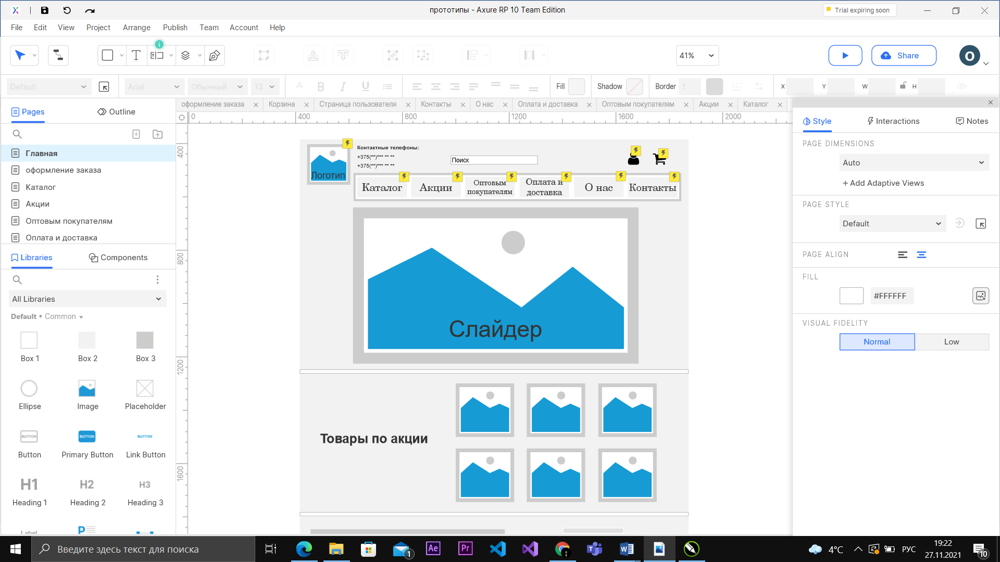 прототипы - Axure RP 10 Team Edition
Trial expiring soon
File Edit View Project Arrange Publish Team Account Help
41%
Share
O
Default
Arial
Обычный
13
Fill
Shadow
Border
1
X
Y
W
H
Pages
Outline
оформление заказа
Корзина
Страница пользователя
Контакты
О нас
Оплата и доставка
Оптовым покупателям
Акции
Каталог
0
400
800
1200
1600
2000
Главная
оформление заказа
Каталог
Акции
Оптовым покупателям
Оплата и доставка
Libraries
Components
All Libraries
Default • Common
Box 1
Box 2
Box 3
Ellipse
Image
Placeholder
BUTTON
BUTTON
BUTTON
Button
Primary Button
Link Button
H1
H2
H3
Heading 1
Heading 2
Heading 3
Label
P
400
800
1200
1600
Логотип
Контактные телефоны:
+375(**)*** ** **
+375(**)*** ** **
Поиск
Каталог
Акции
Оптовым
покупателям
Оплата и
доставка
О нас
Контакты
Слайдер
Товары по акции
Style
Interactions
Notes
PAGE DIMENSIONS
Auto
+ Add Adaptive Views
PAGE STYLE
Default
PAGE ALIGN
FILL
#FFFFFF
VISUAL FIDELITY
Normal
Low
Введите здесь текст для поиска
1
Ae
Pr
4°C
РУС
19:22
27.11.2021
10